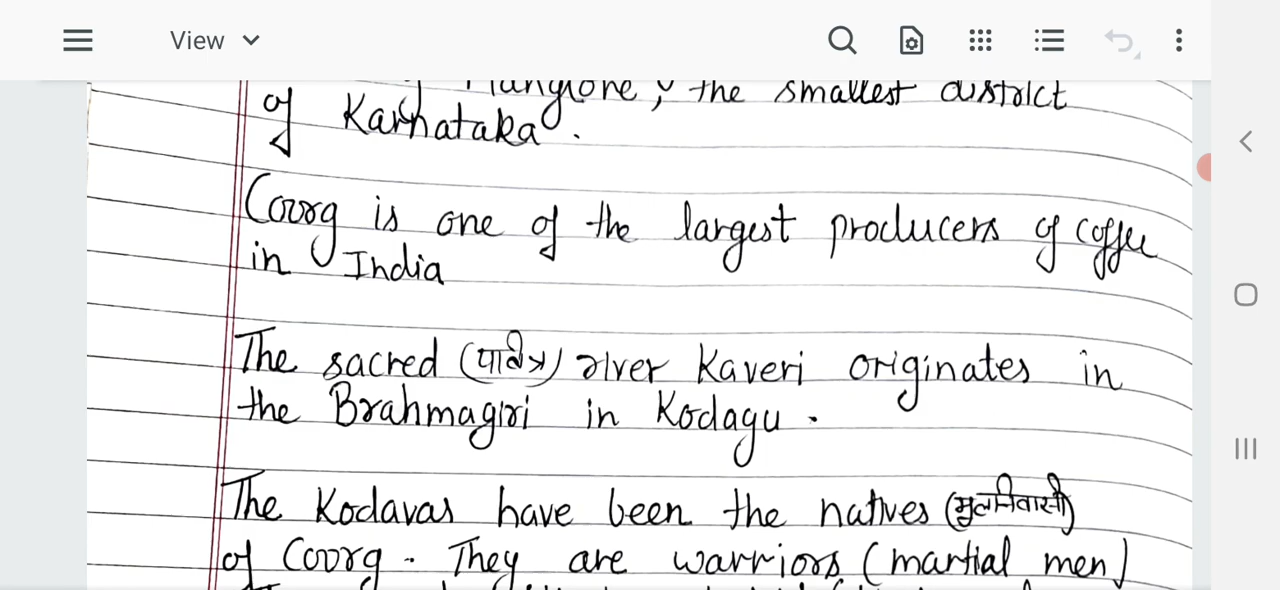 View
Manglore, the smallest district
of Karnataka.
Coorg is one of the largest producers of coffee
in India
The sacred (पवित्र) river Kaveri originates in
the Brahmagiri in Kodagu.
The Kodavas have been the natives (मुलनिवासी)
of Coorg. They are warriors (martial men)